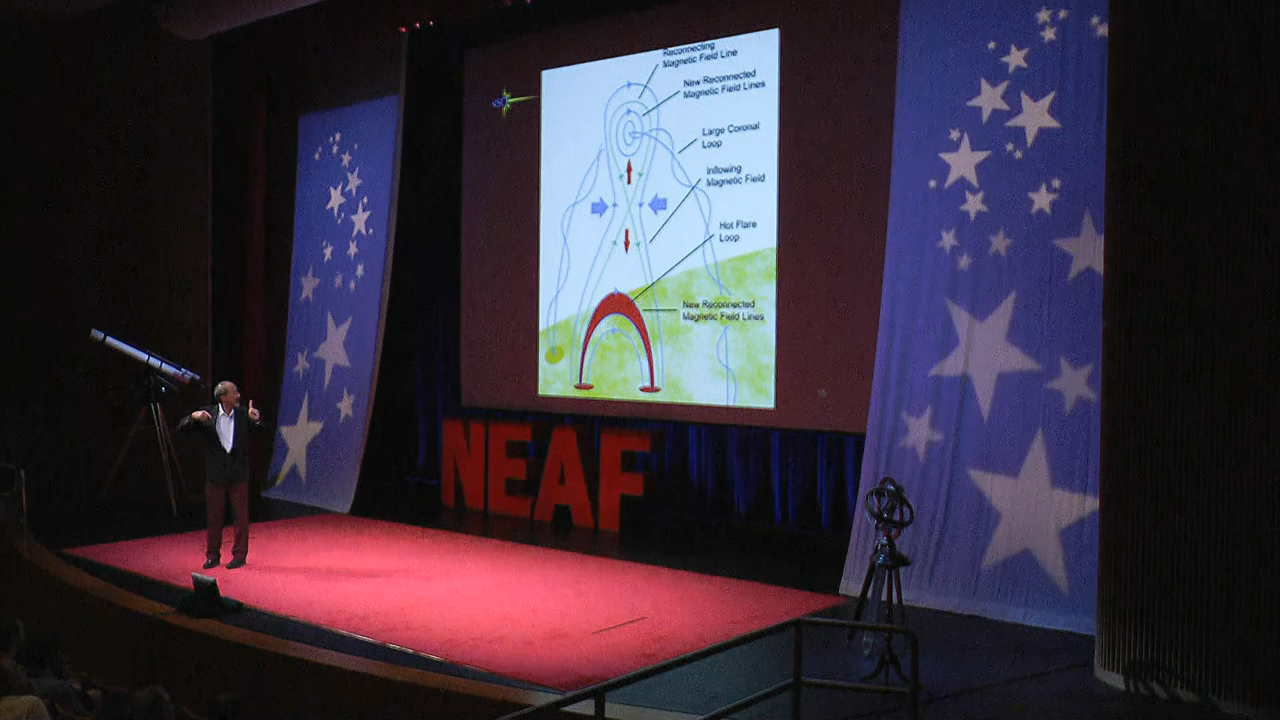 Reconnecting
Magnetic Field Line
New Reconnected
Magnetic Field Lines
Large Coronal
Loop
Inflowing
Magnetic Field
Hot Flare
Loop
New Reconnected
Magnetic Field Lines
NSO
NEAF